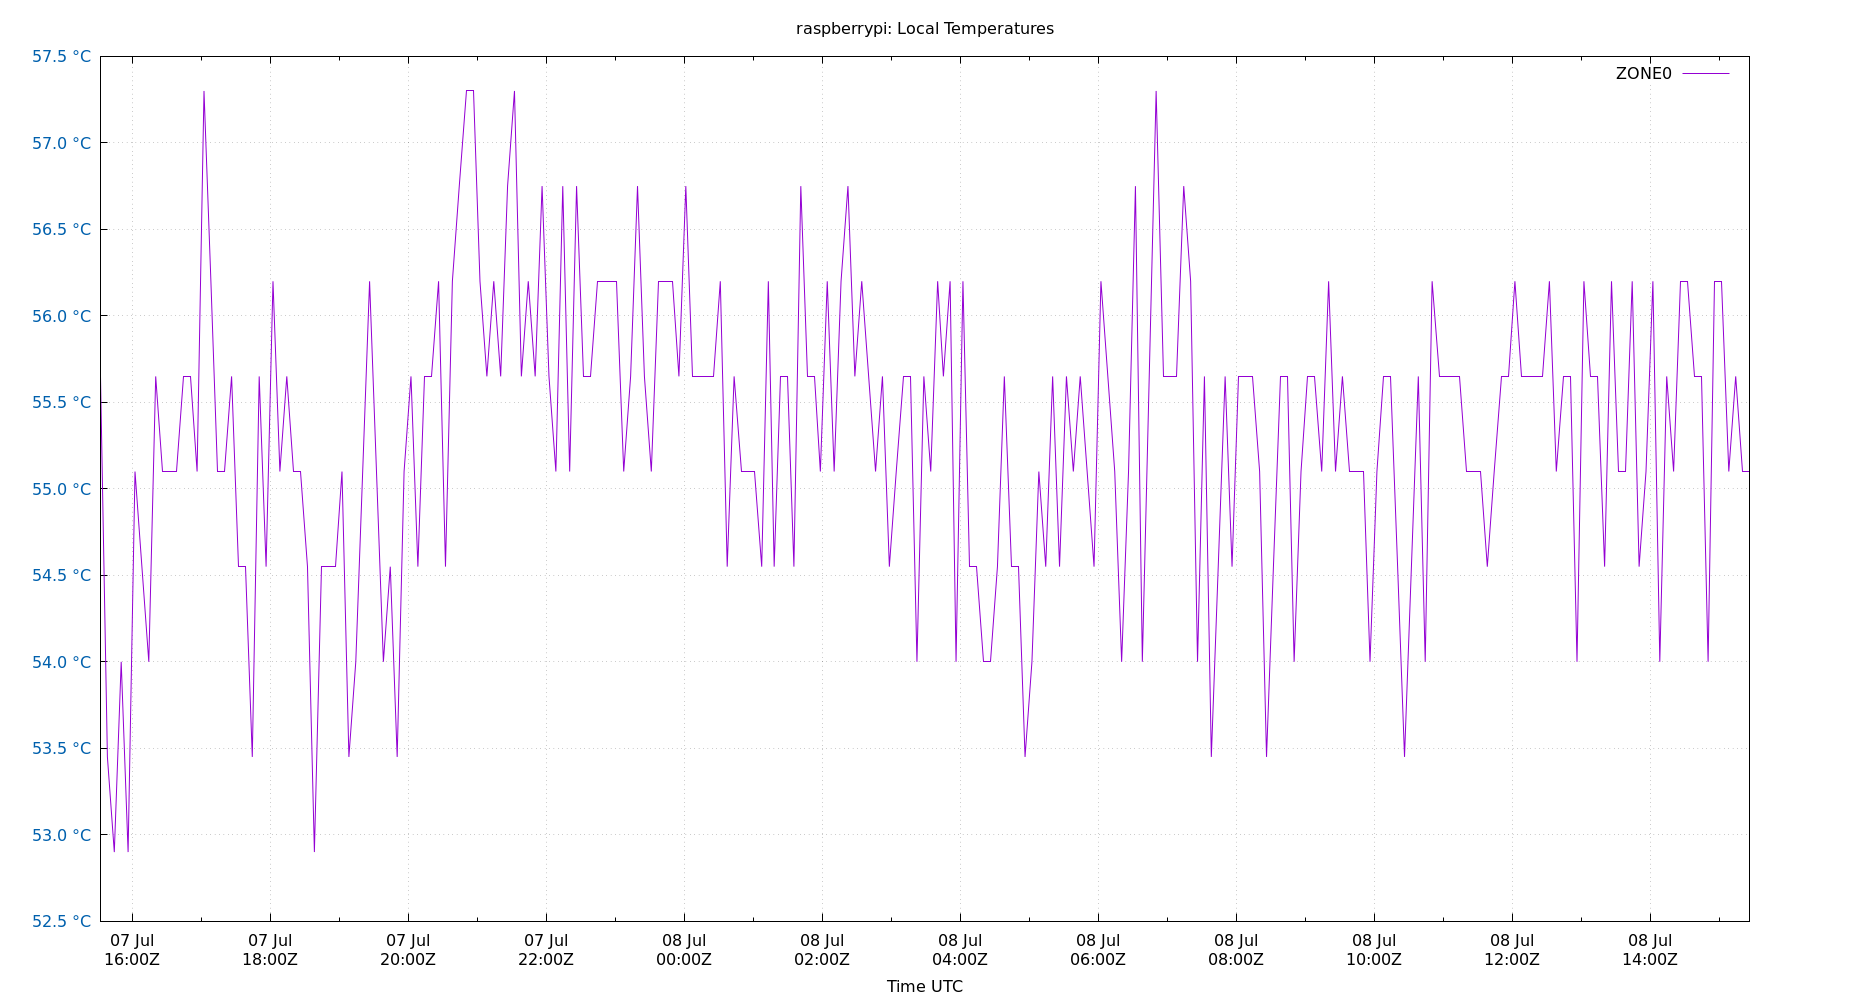 raspberrypi: Local Temperatures
57.5 °C
57.0 °C
56.5 °C
56.0 °C
55.5 °C
55.0 °C
54.5 °C
54.0 °C
53.5 °C
53.0 °C
52.5 °C
ZONE0
07 Jul 07 Jul 07 Jul 07 Jul 08 Jul 08 Jul 08 Jul 08 Jul 08 Jul 08 Jul 08 Jul 08 Jul
16:00Z 18:00Z 20:00Z 22:00Z 00:00Z 02:00Z 04:00Z 06:00Z 08:00Z 10:00Z 12:00Z 14:00Z
Time UTC